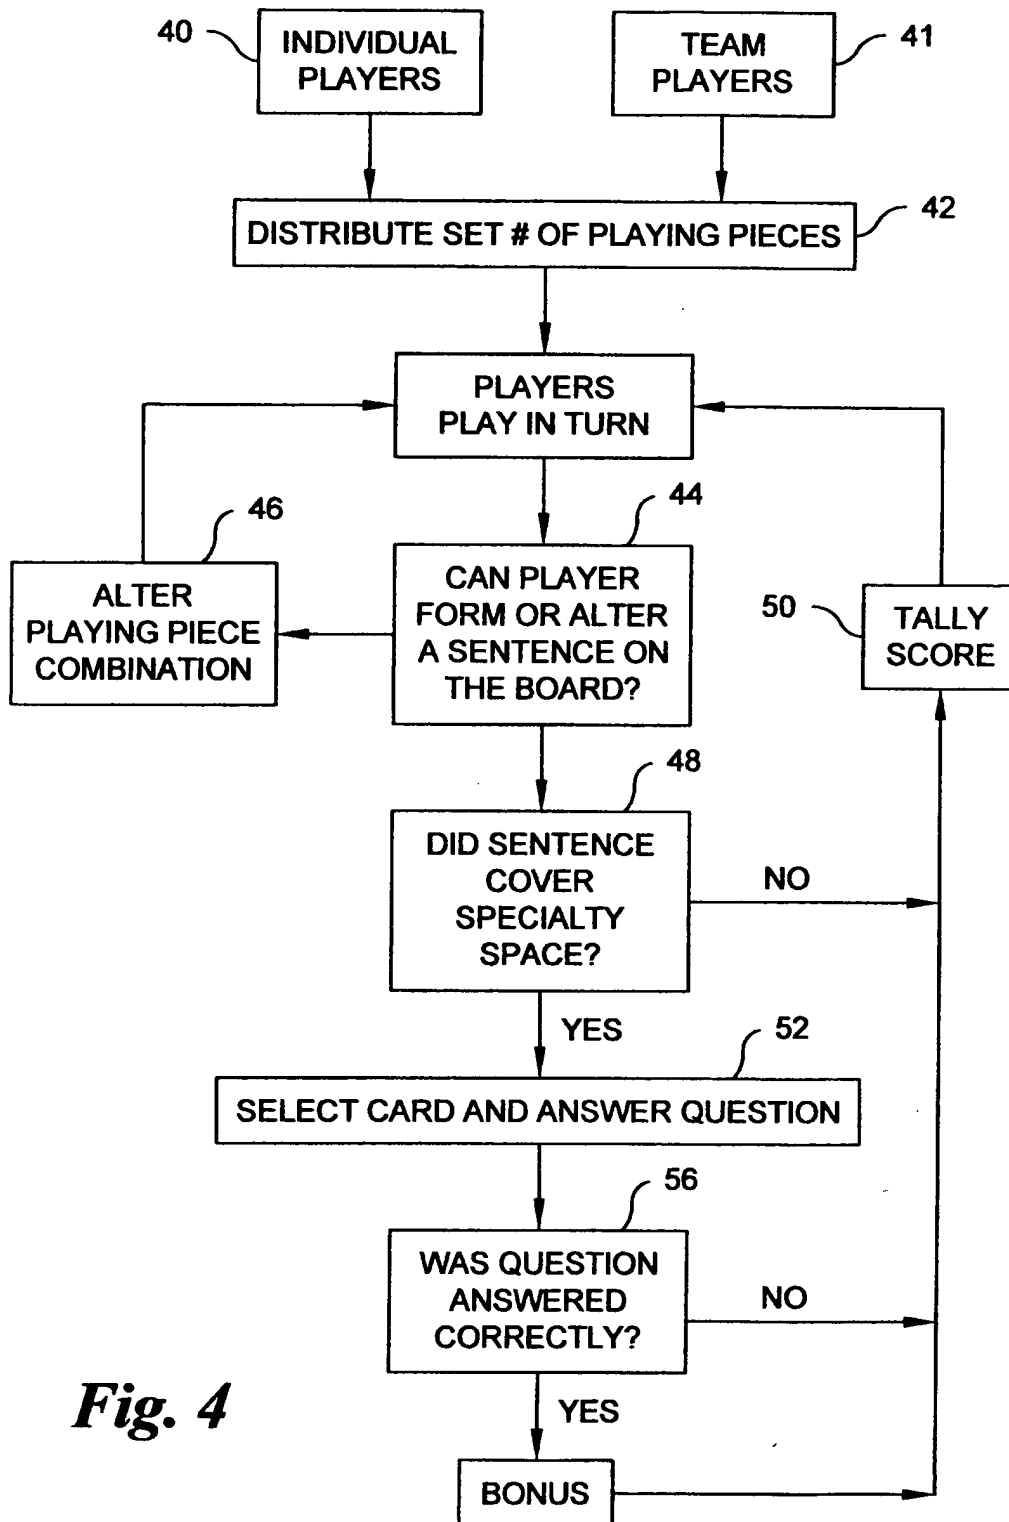 40
INDIVIDUAL
PLAYERS
TEAM
PLAYERS
41
DISTRIBUTE SET # OF PLAYING PIECES
42
PLAYERS
PLAY IN TURN
46
44
ALTER
PLAYING PIECE
COMBINATION
CAN PLAYER
FORM OR ALTER
A SENTENCE ON
THE BOARD?
50
TALLY
SCORE
48
DID SENTENCE
COVER
SPECIALTY
SPACE?
NO
YES
52
SELECT CARD AND ANSWER QUESTION
56
WAS QUESTION
ANSWERED
CORRECTLY?
NO
YES
BONUS
Fig. 4